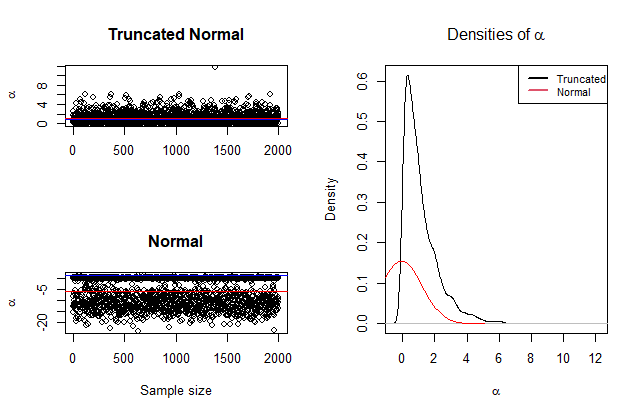 Truncated Normal
α
0 4 8
0 500 1000 1500 2000
Normal
α
-20 -5
0 500 1000 1500 2000
Sample size
Densities of α
Truncated
Normal
Density
0.0 0.1 0.2 0.3 0.4 0.5 0.6
0 2 4 6 8 10 12
α